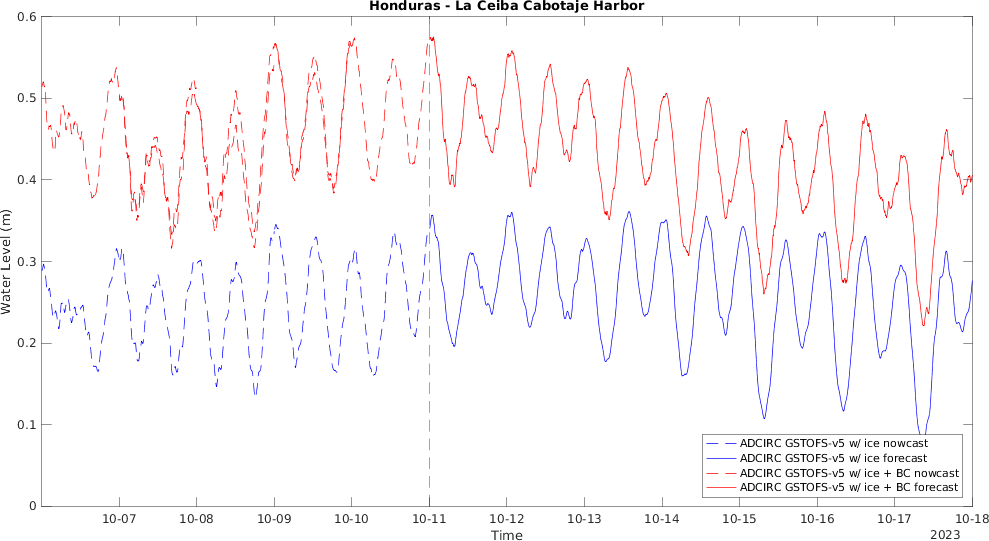 Honduras - La Ceiba Cabotaje Harbor
0.6
0.5
0.4
0.3
0.2
0.1
0
Water Level (m)
ADCIRC GSTOFS-v5 w/ ice nowcast
ADCIRC GSTOFS-v5 w/ ice forecast
ADCIRC GSTOFS-v5 w/ ice + BC nowcast
ADCIRC GSTOFS-v5 w/ ice + BC forecast
10-07 10-08 10-09 10-10 10-11 10-12 10-13 10-14 10-15 10-16 10-17 10-18
Time
2023